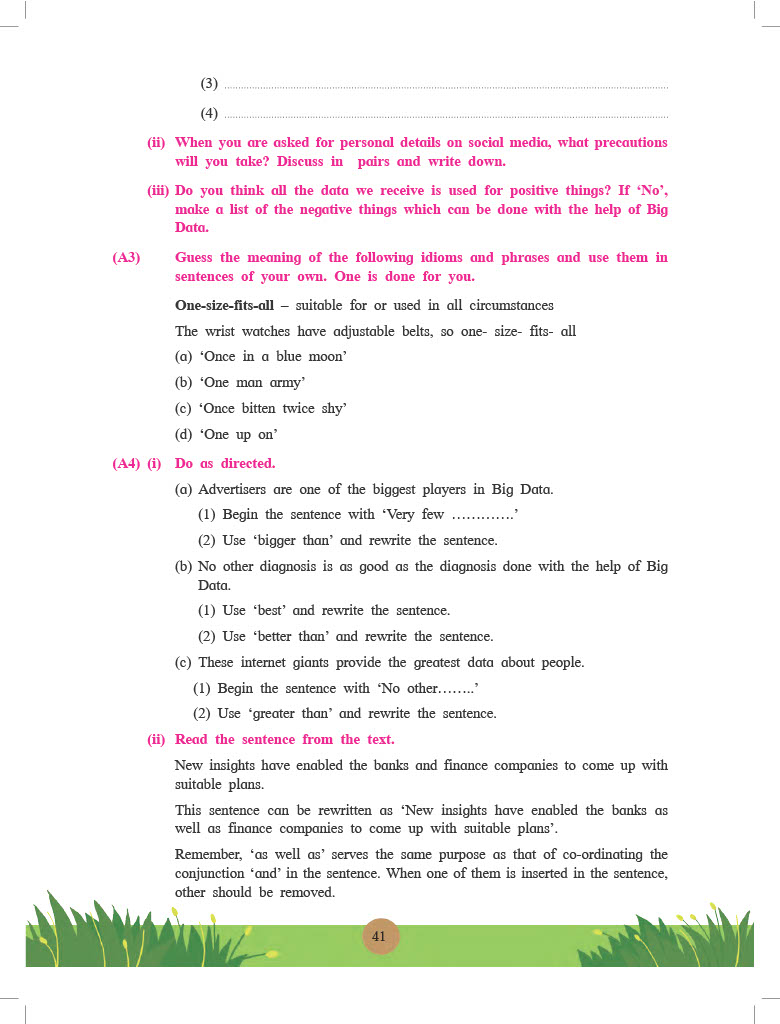 (3) ........................................................................
(4) ........................................................................
(ii) When you are asked for personal details on social media, what precautions
will you take? Discuss in pairs and write down.
(iii) Do you think all the data we receive is used for positive things? If ‘No’,
make a list of the negative things which can be done with the help of Big
Data.
(A3) Guess the meaning of the following idioms and phrases and use them in
sentences of your own. One is done for you.
One-size-fits-all – suitable for or used in all circumstances
The wrist watches have adjustable belts, so one- size- fits- all
(a) ‘Once in a blue moon’
(b) ‘One man army’
(c) ‘Once bitten twice shy’
(d) ‘One up on’
(A4) (i) Do as directed.
(a) Advertisers are one of the biggest players in Big Data.
(1) Begin the sentence with ‘Very few ………….’
(2) Use ‘bigger than’ and rewrite the sentence.
(b) No other diagnosis is as good as the diagnosis done with the help of Big
Data.
(1) Use ‘best’ and rewrite the sentence.
(2) Use ‘better than’ and rewrite the sentence.
(c) These internet giants provide the greatest data about people.
(1) Begin the sentence with ‘No other……..’
(2) Use ‘greater than’ and rewrite the sentence.
(ii) Read the sentence from the text.
New insights have enabled the banks and finance companies to come up with
suitable plans.
This sentence can be rewritten as ‘New insights have enabled the banks as
well as finance companies to come up with suitable plans’.
Remember, ‘as well as’ serves the same purpose as that of co-ordinating the
conjunction ‘and’ in the sentence. When one of them is inserted in the sentence,
other should be removed.
41